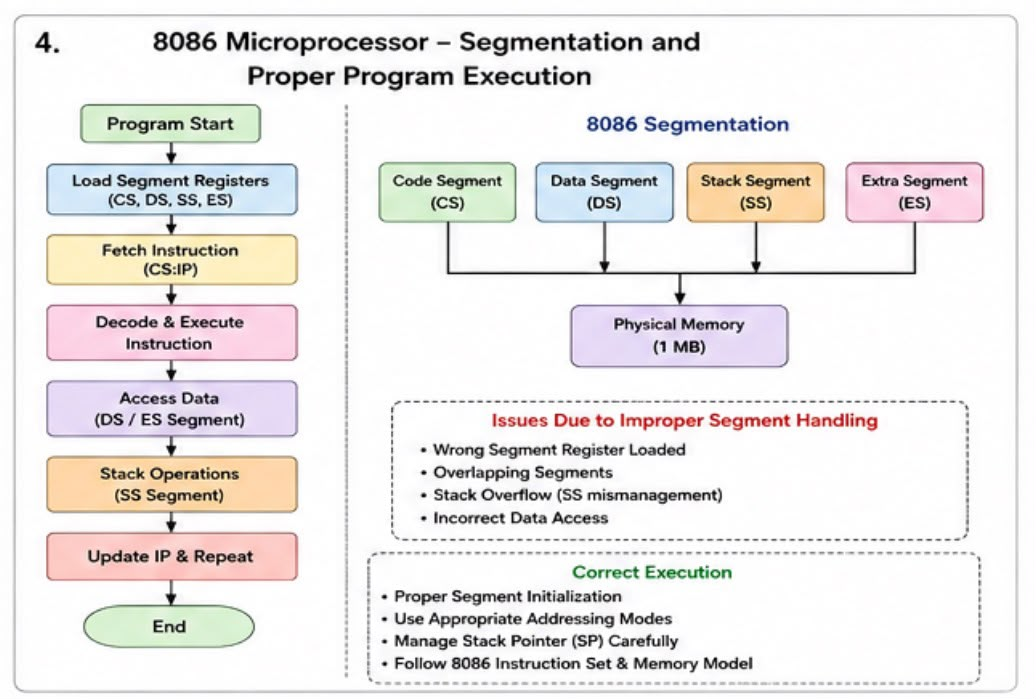 4.
8086 Microprocessor – Segmentation and
Proper Program Execution
Program Start
Load Segment Registers
(CS, DS, SS, ES)
Fetch Instruction
(CS:IP)
Decode & Execute
Instruction
Access Data
(DS / ES Segment)
Stack Operations
(SS Segment)
Update IP & Repeat
End
8086 Segmentation
Code Segment
(CS)
Data Segment
(DS)
Stack Segment
(SS)
Extra Segment
(ES)
Physical Memory
(1 MB)
Issues Due to Improper Segment Handling
• Wrong Segment Register Loaded
• Overlapping Segments
• Stack Overflow (SS mismanagement)
• Incorrect Data Access
Correct Execution
• Proper Segment Initialization
• Use Appropriate Addressing Modes
• Manage Stack Pointer (SP) Carefully
• Follow 8086 Instruction Set & Memory Model